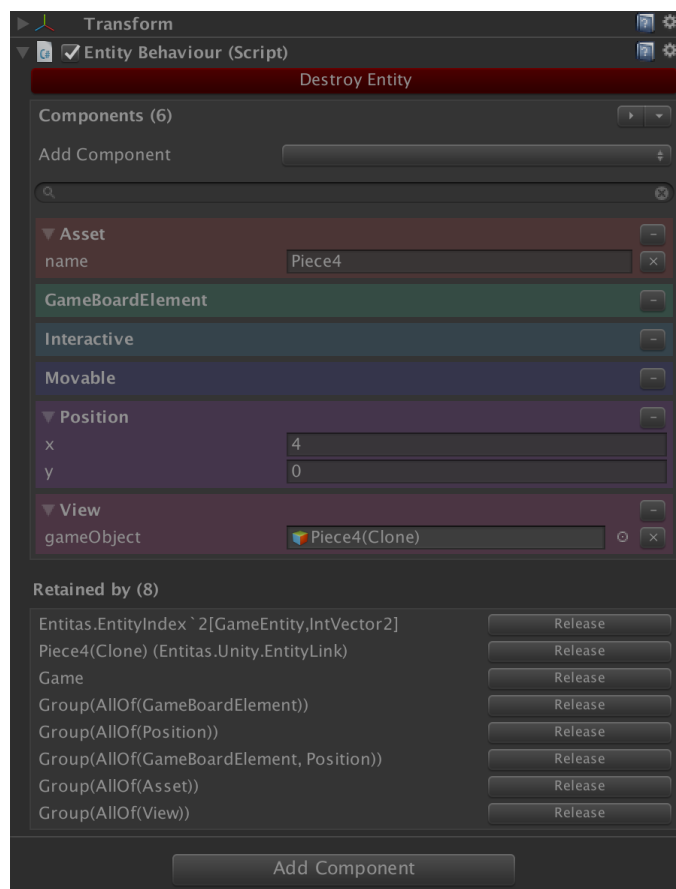 Transform
Entity Behaviour (Script)
Destroy Entity
Components (6)
Add Component
Asset
name Piece4
GameBoardElement
Interactive
Movable
Position
x 4
y 0
View
gameObject Piece4(Clone)
Retained by (8)
Entitas.EntityIndex`2[GameEntity,IntVector2] Release
Piece4(Clone) (Entitas.Unity.EntityLink) Release
Game Release
Group(AllOf(GameBoardElement)) Release
Group(AllOf(Position)) Release
Group(AllOf(GameBoardElement, Position)) Release
Group(AllOf(Asset)) Release
Group(AllOf(View)) Release
Add Component